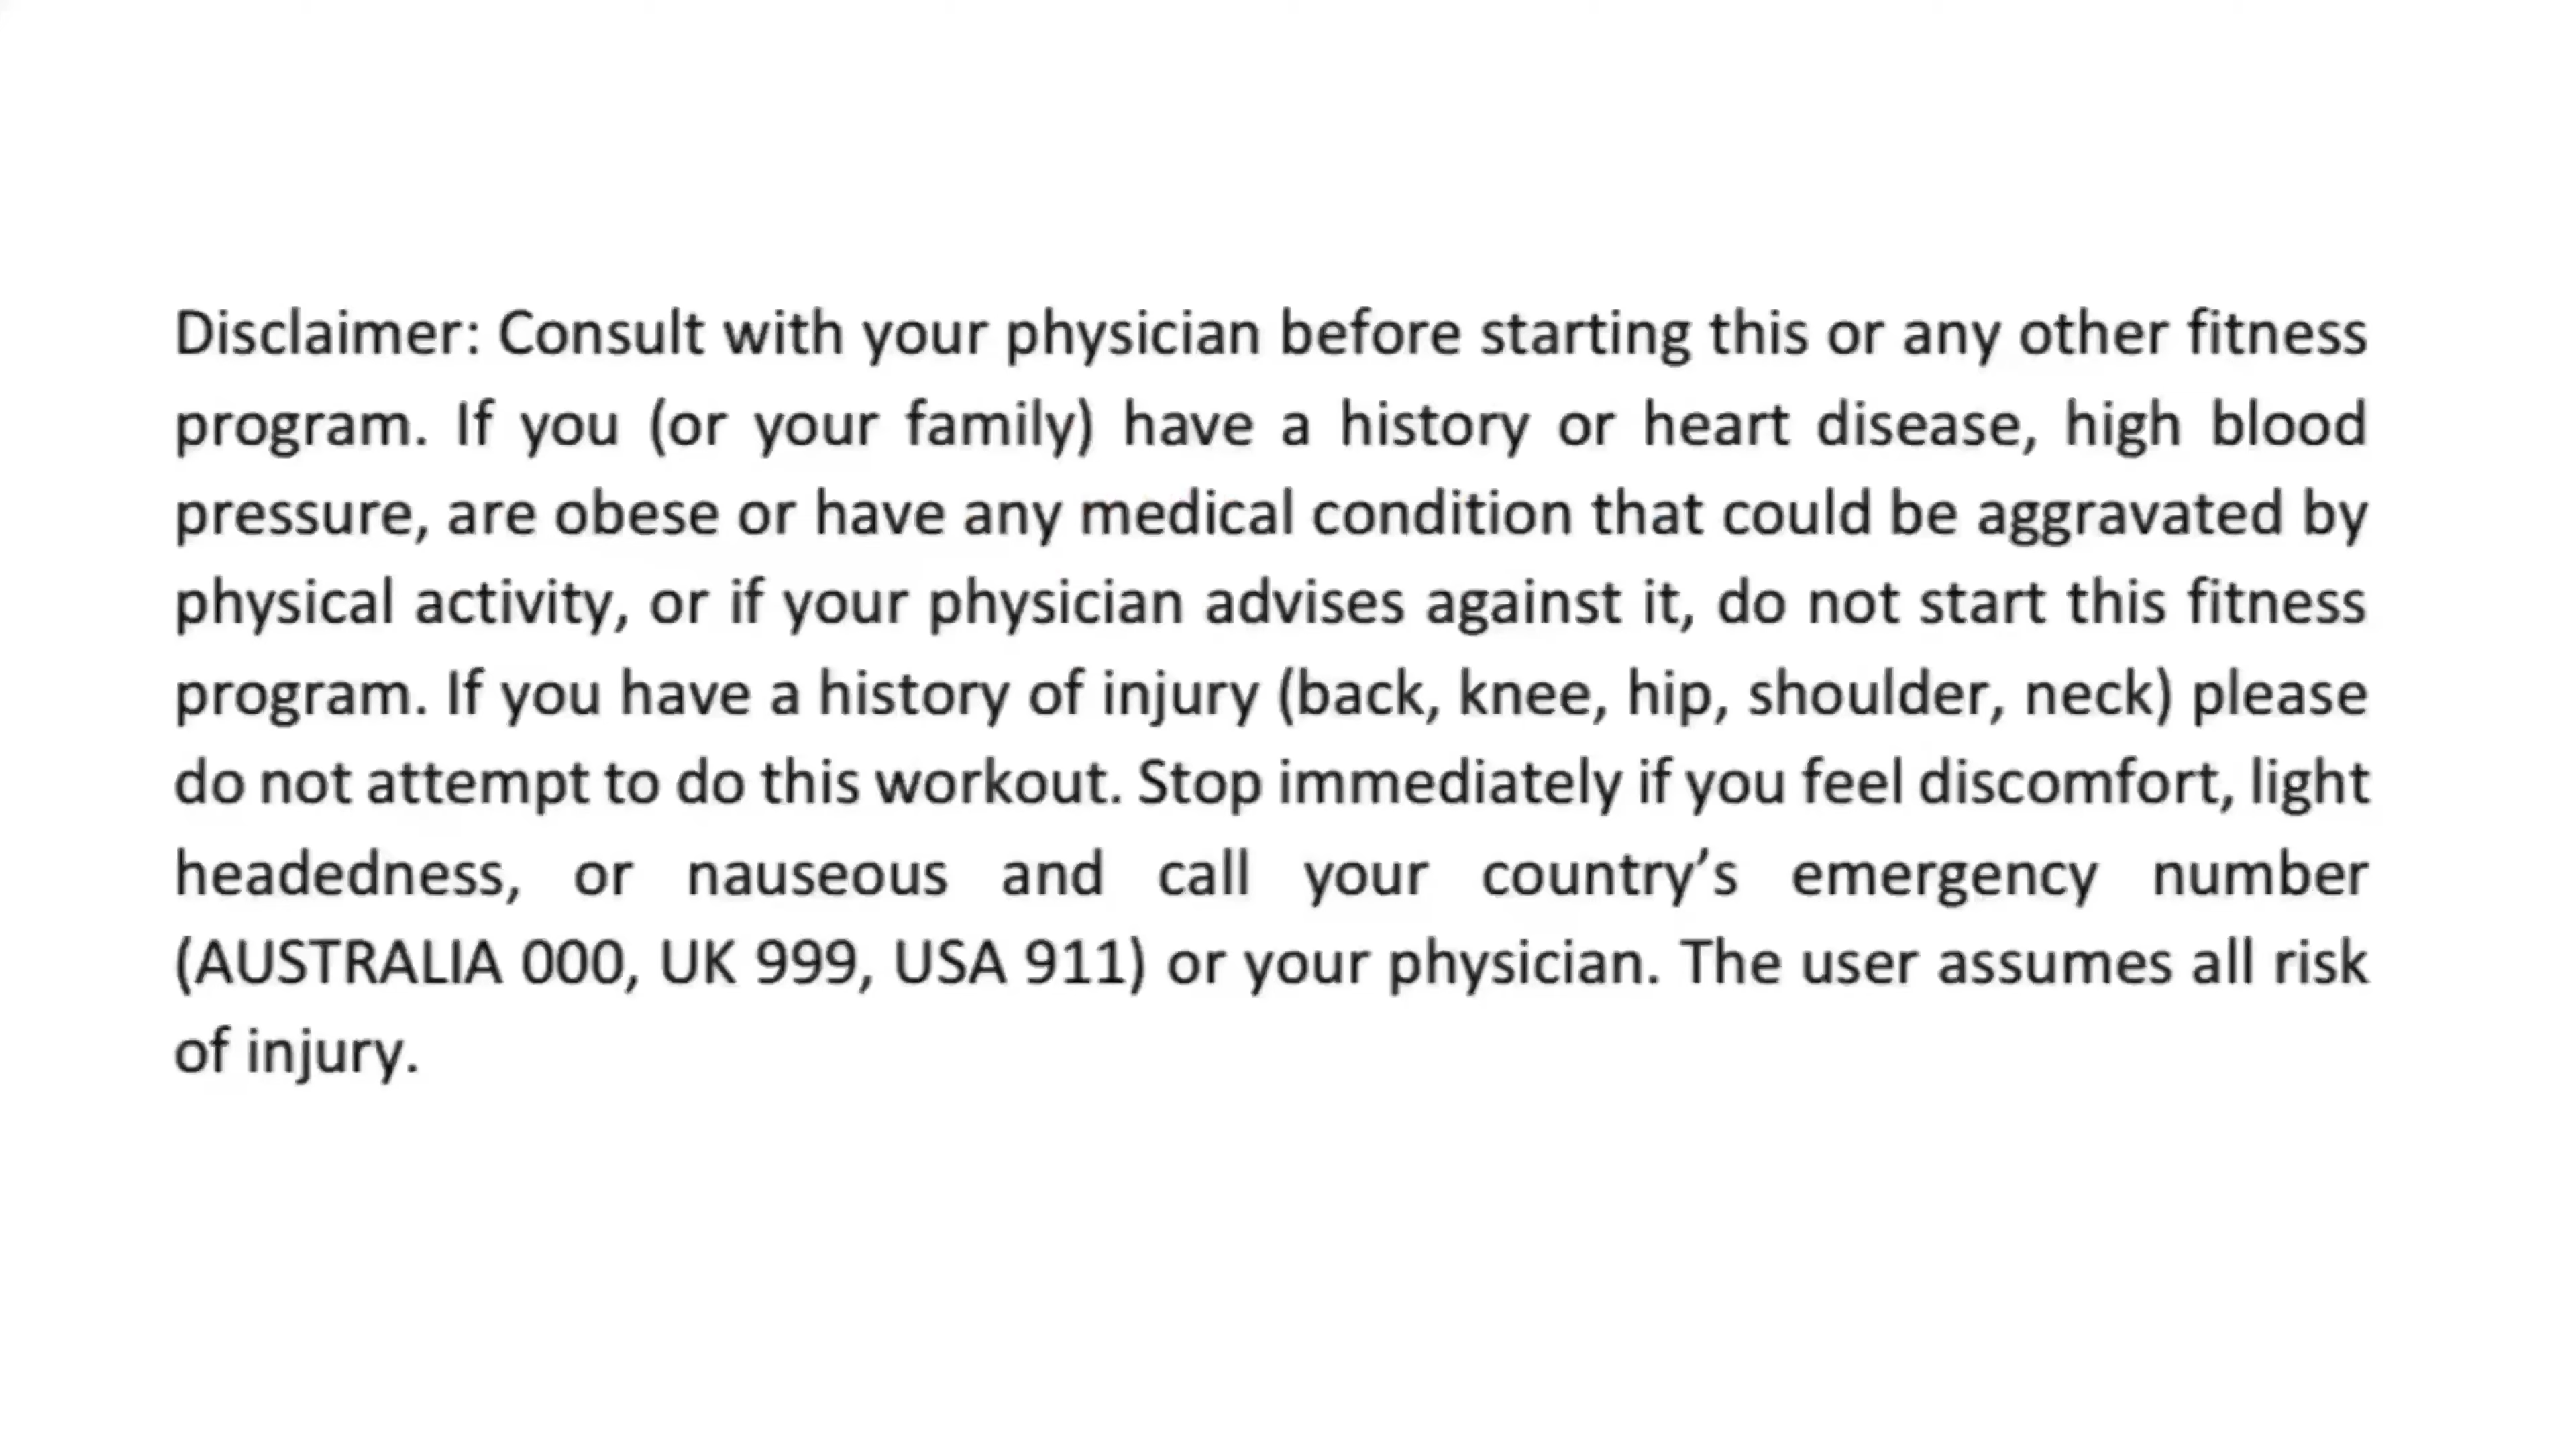 Disclaimer: Consult with your physician before starting this or any other fitness
program. If you (or your family) have a history or heart disease, high blood
pressure, are obese or have any medical condition that could be aggravated by
physical activity, or if your physician advises against it, do not start this fitness
program. If you have a history of injury (back, knee, hip, shoulder, neck) please
do not attempt to do this workout. Stop immediately if you feel discomfort, light
headedness, or nauseous and call your country’s emergency number
(AUSTRALIA 000, UK 999, USA 911) or your physician. The user assumes all risk
of injury.